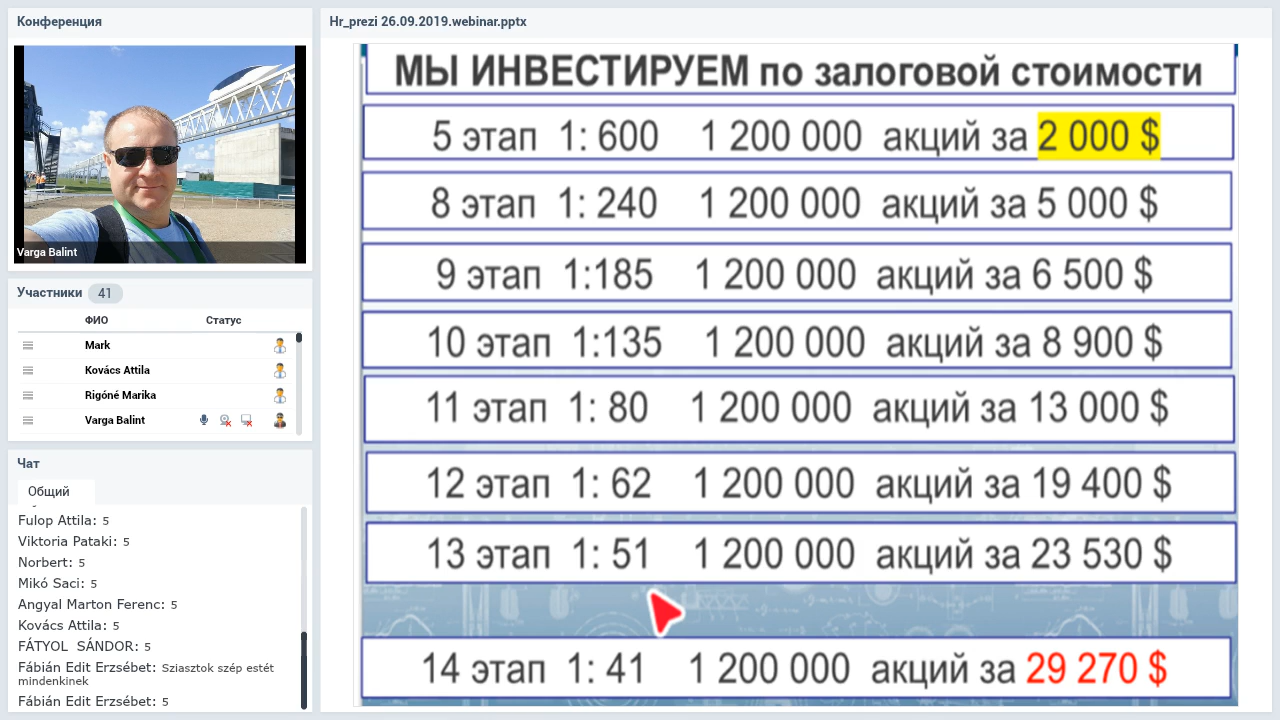 Конференция
Varga Balint
Участники 41
ФИО Статус
Mark
Kovács Attila
Rigóné Marika
Varga Balint
Чат
Общий
Fulop Attila: 5
Viktoria Pataki: 5
Norbert: 5
Mikó Saci: 5
Angyal Marton Ferenc: 5
Kovács Attila: 5
FÁTYOL SÁNDOR: 5
Fábián Edit Erzsébet: Sziasztok szép estét
mindenkinek
Fábián Edit Erzsébet: 5
Hr_prezi 26.09.2019.webinar.pptx
МЫ ИНВЕСТИРУЕМ по залоговой стоимости
5 этап 1: 600 1 200 000 акций за 2 000 $
8 этап 1: 240 1 200 000 акций за 5 000 $
9 этап 1:185 1 200 000 акций за 6 500 $
10 этап 1:135 1 200 000 акций за 8 900 $
11 этап 1: 80 1 200 000 акций за 13 000 $
12 этап 1: 62 1 200 000 акций за 19 400 $
13 этап 1: 51 1 200 000 акций за 23 530 $
14 этап 1: 41 1 200 000 акций за 29 270 $